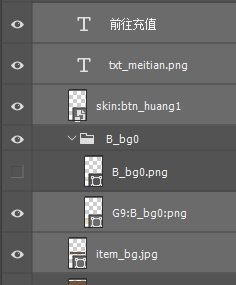 前往充值
txt_meitian.png
skin:btn_huang1
B_bg0
B_bg0.png
G9:B_bg0:png
item_bg.jpg